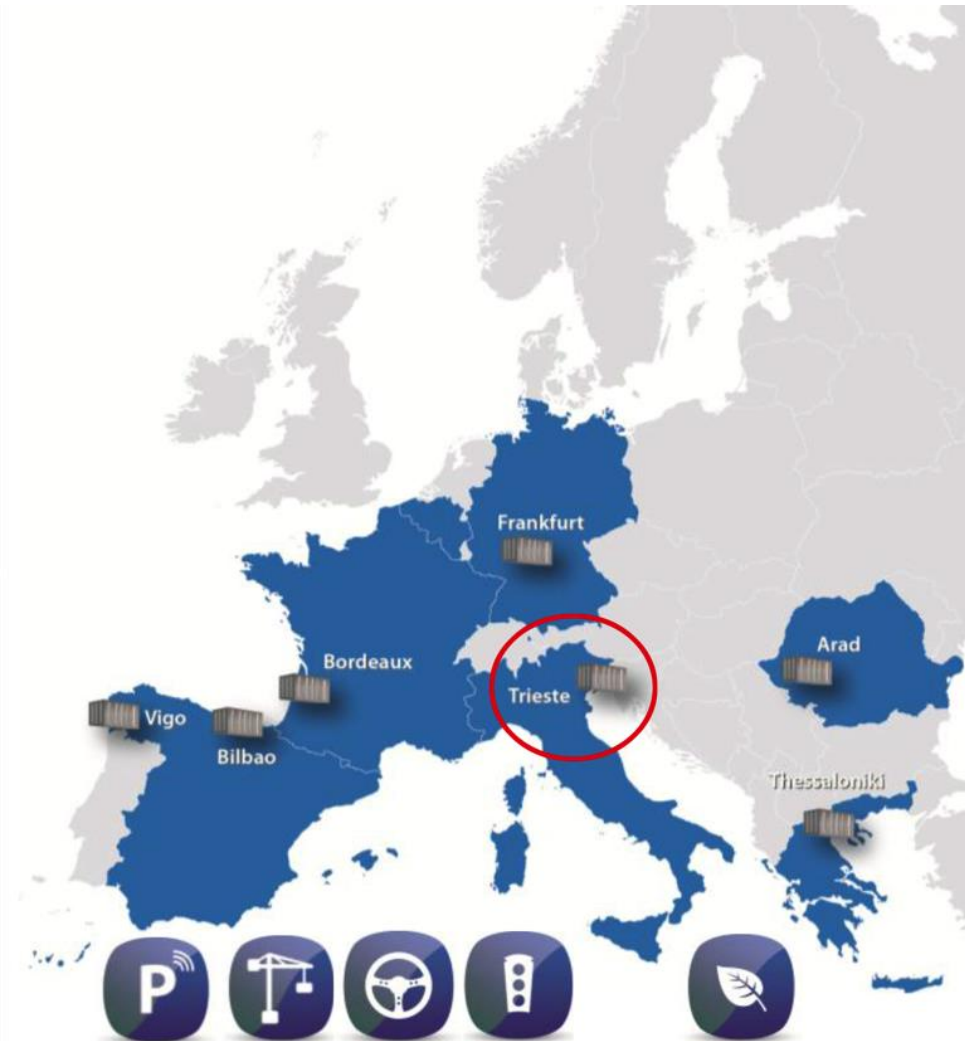 Frankfurt
Bordeaux
Arad
Trieste
Vigo
Bilbao
Thessaloniki
P